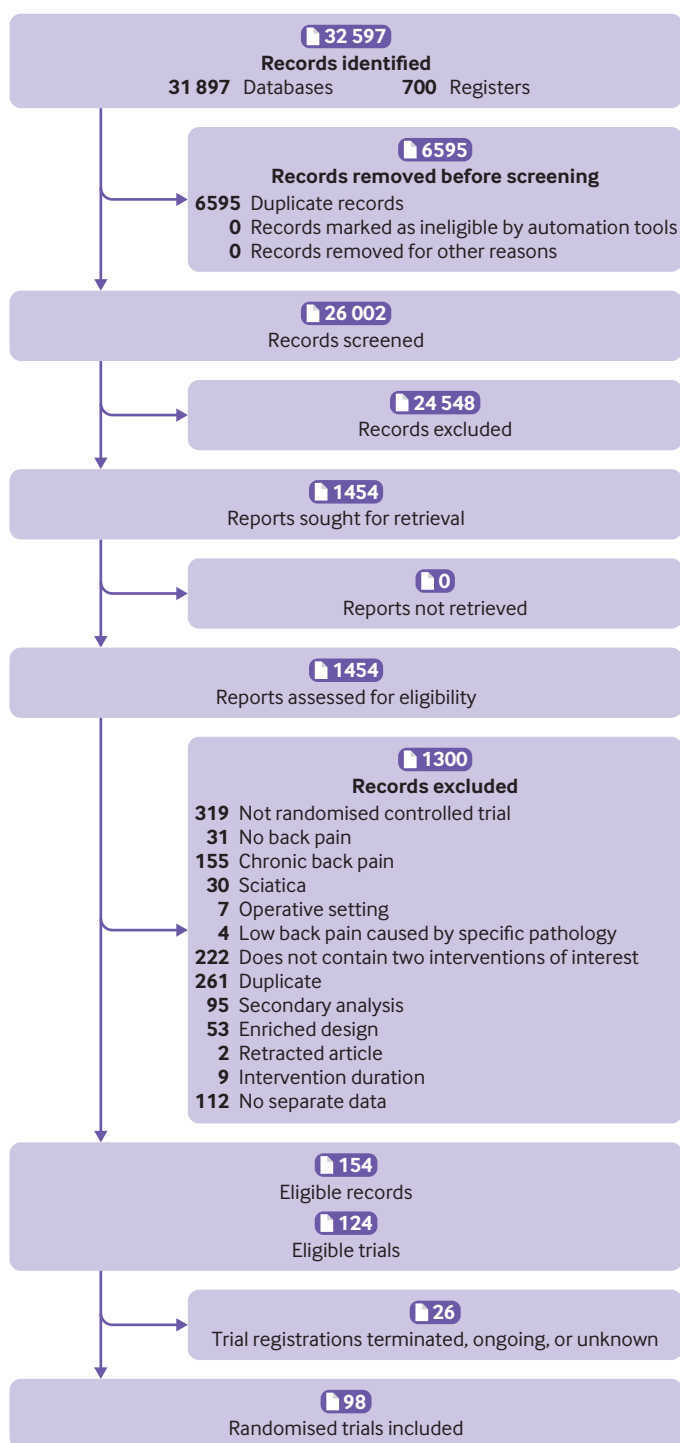 32 597
Records identified
31 897 Databases 700 Registers
6595
Records removed before screening
6595 Duplicate records
0 Records marked as ineligible by automation tools
0 Records removed for other reasons
26 002
Records screened
24 548
Records excluded
1454
Reports sought for retrieval
0
Reports not retrieved
1454
Reports assessed for eligibility
1300
Records excluded
319 Not randomised controlled trial
31 No back pain
155 Chronic back pain
30 Sciatica
7 Operative setting
4 Low back pain caused by specific pathology
222 Does not contain two interventions of interest
261 Duplicate
95 Secondary analysis
53 Enriched design
2 Retracted article
9 Intervention duration
112 No separate data
154
Eligible records
124
Eligible trials
26
Trial registrations terminated, ongoing, or unknown
98
Randomised trials included